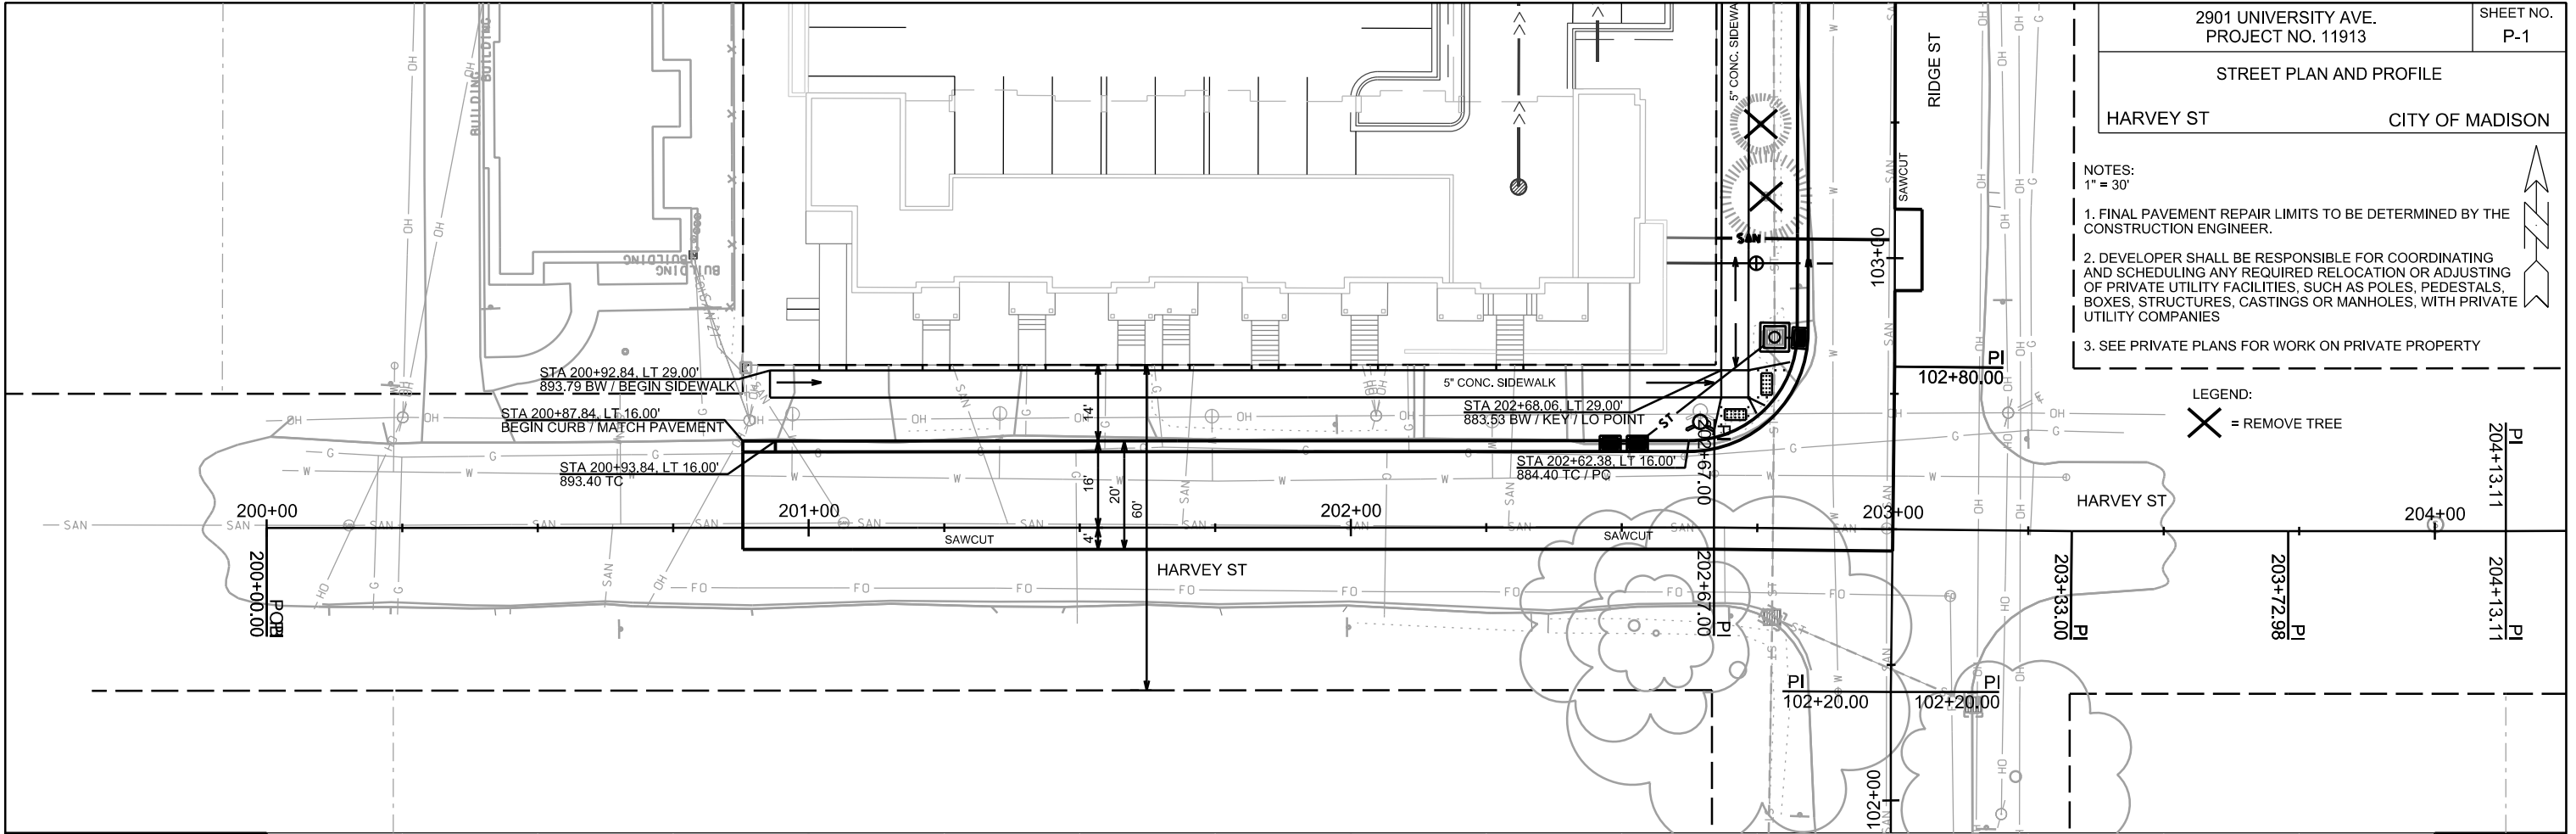 2901 UNIVERSITY AVE.
PROJECT NO. 11913
SHEET NO.
P-1
STREET PLAN AND PROFILE
HARVEY ST
CITY OF MADISON
NOTES:
1" = 30'
1. FINAL PAVEMENT REPAIR LIMITS TO BE DETERMINED BY THE
CONSTRUCTION ENGINEER.
2. DEVELOPER SHALL BE RESPONSIBLE FOR COORDINATING
AND SCHEDULING ANY REQUIRED RELOCATION OR ADJUSTING
OF PRIVATE UTILITY FACILITIES, SUCH AS POLES, PEDESTALS,
BOXES, STRUCTURES, CASTINGS OR MANHOLES, WITH PRIVATE
UTILITY COMPANIES
3. SEE PRIVATE PLANS FOR WORK ON PRIVATE PROPERTY
LEGEND:
= REMOVE TREE
RIDGE ST
SAWCUT
5" CONC. SIDEWA
BUILDING
BUILDING
BUILDING
BUILDING
SAN
103+00
PI
102+80.00
STA 200+92.84, LT 29.00'
893.79 BW / BEGIN SIDEWALK
STA 200+87.84, LT 16.00'
BEGIN CURB / MATCH PAVEMENT
STA 200+93.84, LT 16.00'
893.40 TC
5" CONC. SIDEWALK
STA 202+68.06, LT 29.00'
883.53 BW / KEY / LO POINT
ST
STA 202+62.38, LT 16.00'
884.40 TC / PC
14'
16'
20'
60'
4'
200+00
201+00
202+00
203+00
204+00
SAWCUT
SAWCUT
HARVEY ST
HARVEY ST
200+00.00
202+67.00
PI
202+67.00
PI
203+33.00
PI
203+72.98
PI
204+13.11
PI
204+13.11
PI
PI
102+20.00
PI
102+20.00
102+00